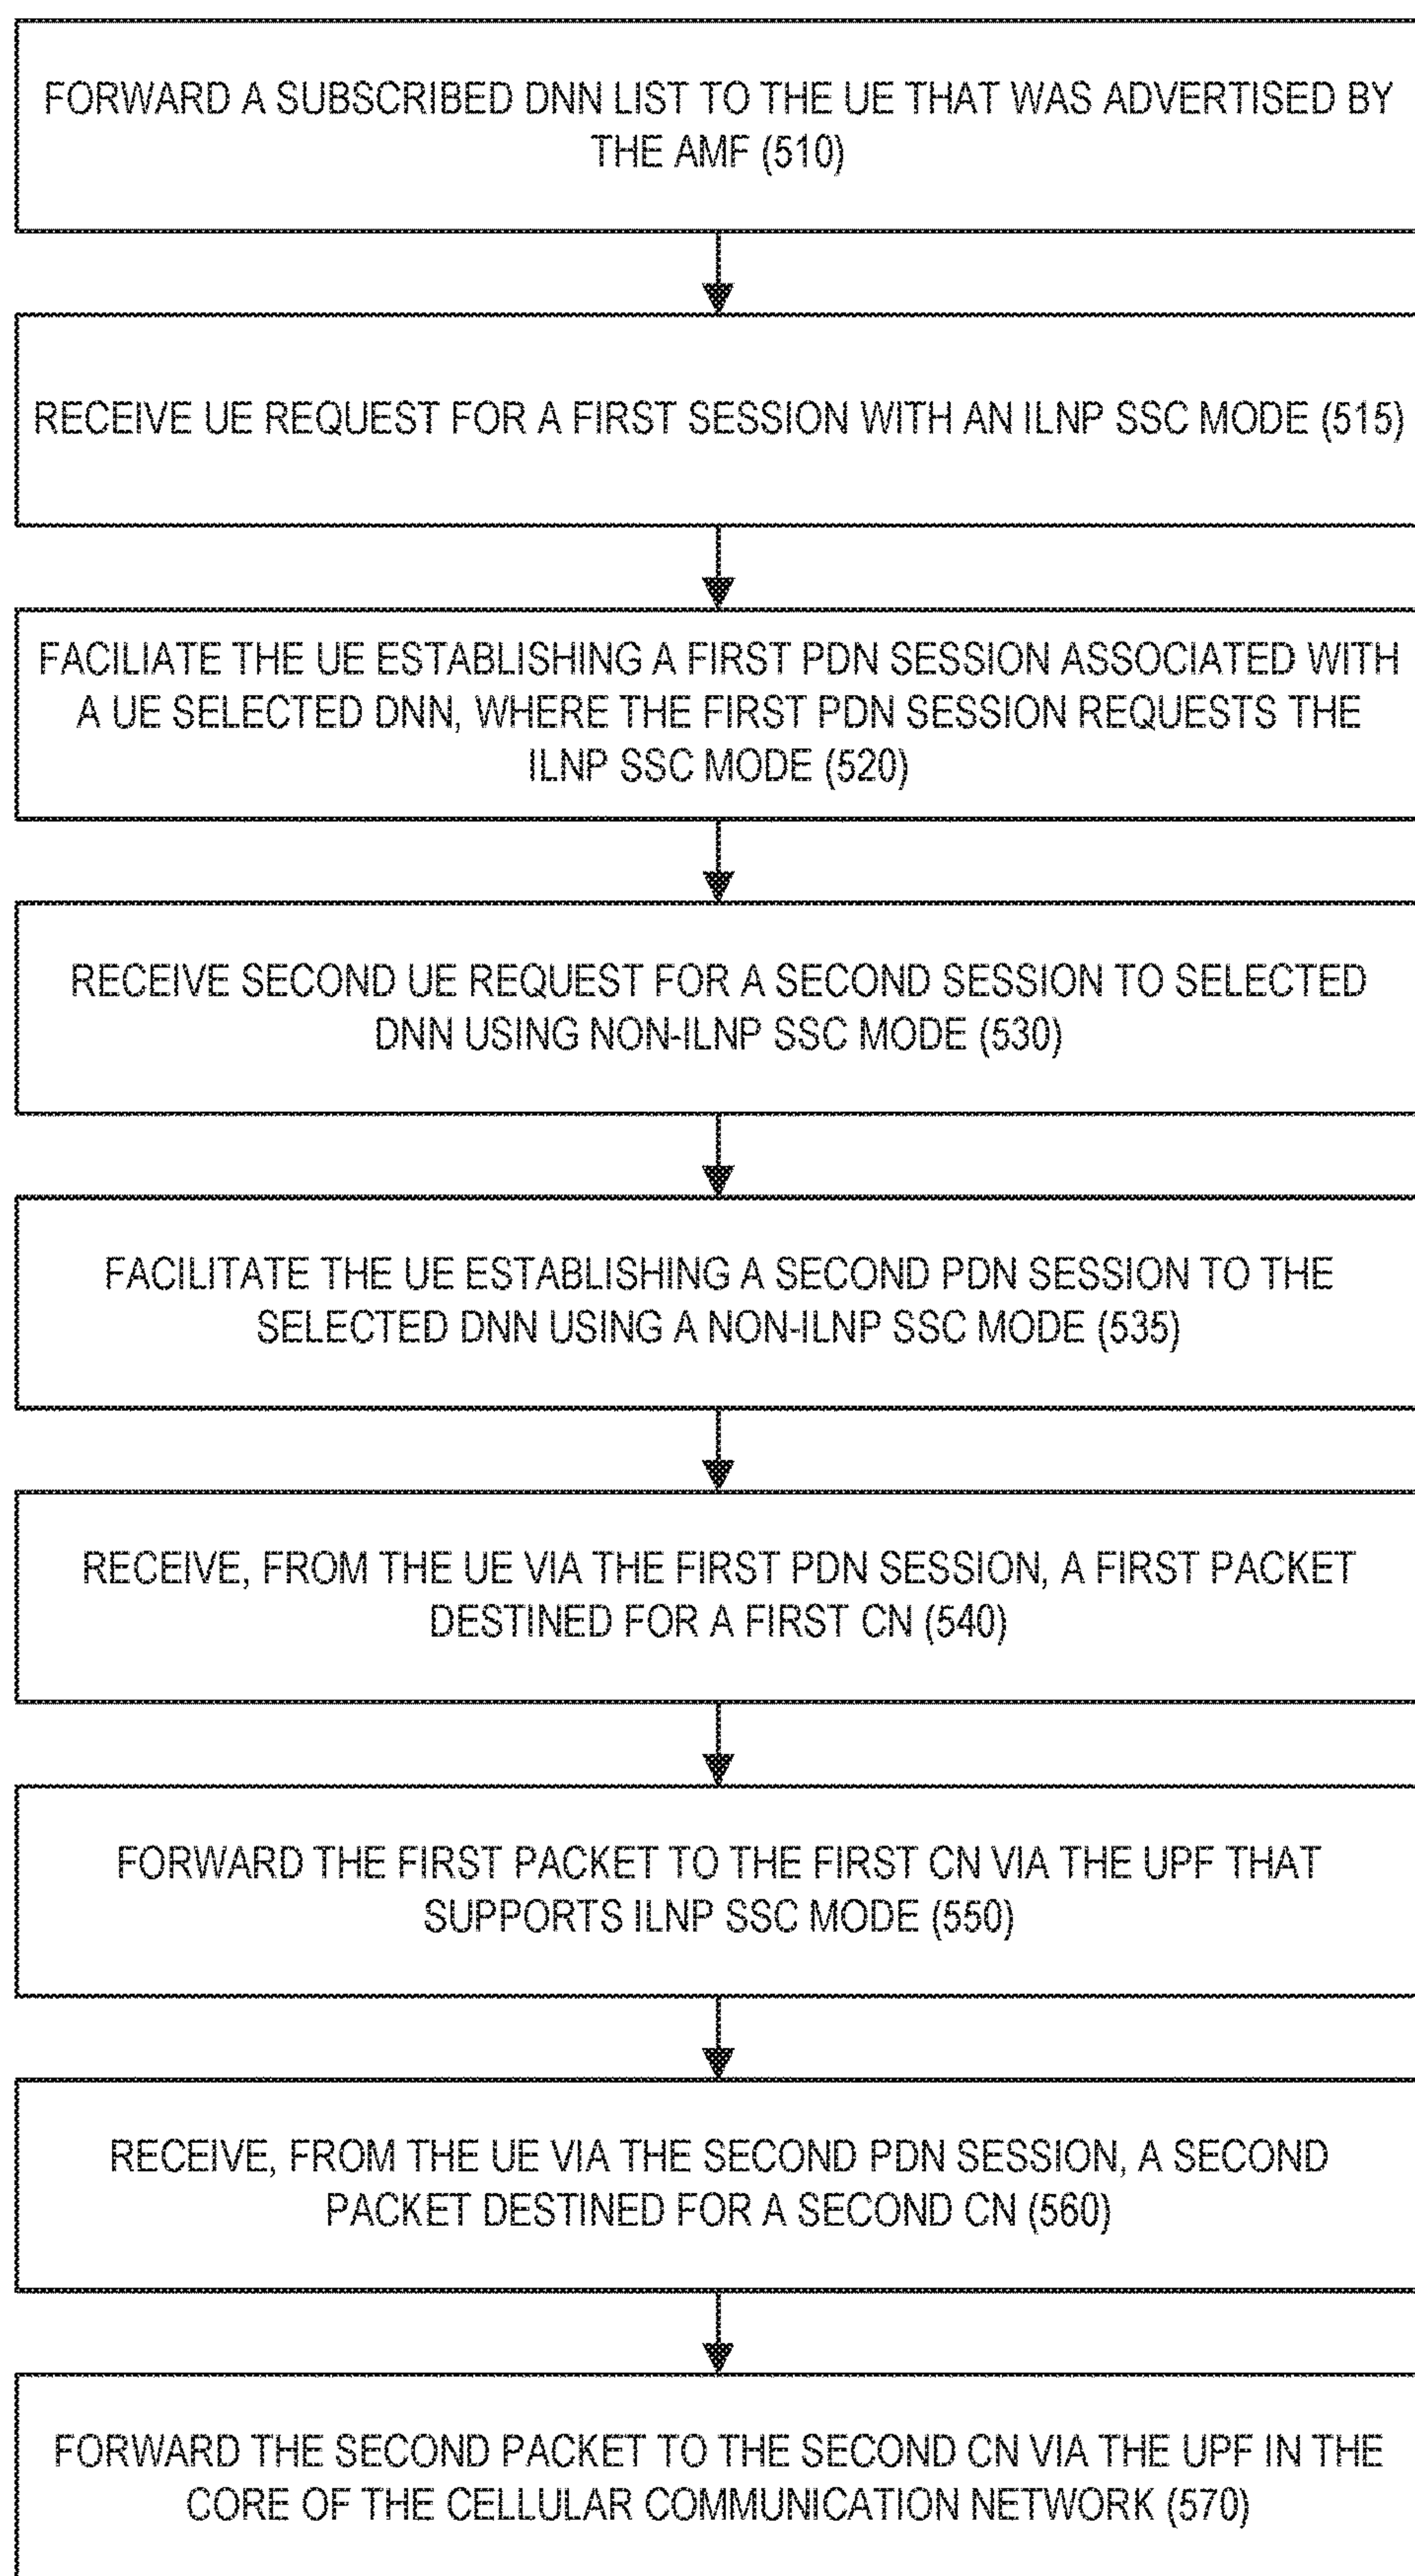 FORWARD A SUBSCRIBED DNN LIST TO THE UE THAT WAS ADVERTISED BY
THE AMF (510)
RECEIVE UE REQUEST FOR A FIRST SESSION WITH AN ILNP SSC MODE (515)
FACILIATE THE UE ESTABLISHING A FIRST PDN SESSION ASSOCIATED WITH
A UE SELECTED DNN, WHERE THE FIRST PDN SESSION REQUESTS THE
ILNP SSC MODE (520)
RECEIVE SECOND UE REQUEST FOR A SECOND SESSION TO SELECTED
DNN USING NON-ILNP SSC MODE (530)
FACILITATE THE UE ESTABLISHING A SECOND PDN SESSION TO THE
SELECTED DNN USING A NON-ILNP SSC MODE (535)
RECEIVE, FROM THE UE VIA THE FIRST PDN SESSION, A FIRST PACKET
DESTINED FOR A FIRST CN (540)
FORWARD THE FIRST PACKET TO THE FIRST CN VIA THE UPF THAT
SUPPORTS ILNP SSC MODE (550)
RECEIVE, FROM THE UE VIA THE SECOND PDN SESSION, A SECOND
PACKET DESTINED FOR A SECOND CN (560)
FORWARD THE SECOND PACKET TO THE SECOND CN VIA THE UPF IN THE
CORE OF THE CELLULAR COMMUNICATION NETWORK (570)